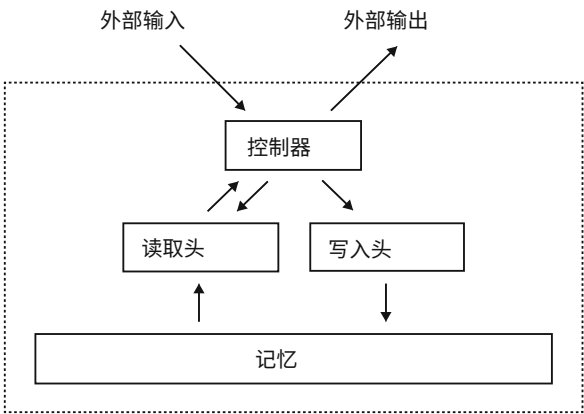 外部输入
外部输出
控制器
读取头
写入头
记忆